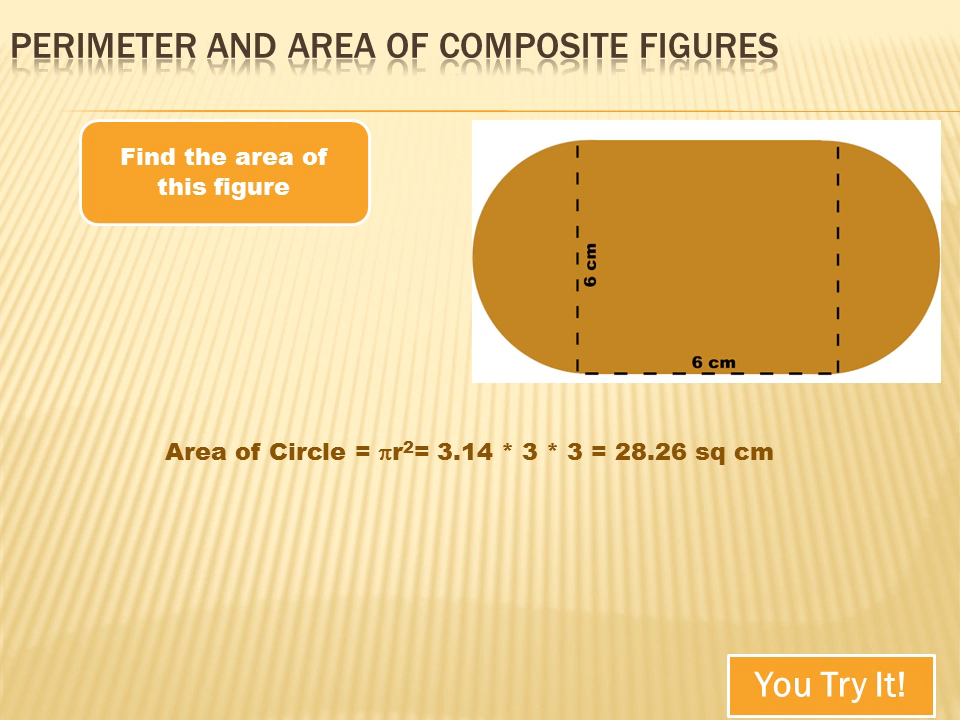 PERIMETER AND AREA OF COMPOSITE FIGURES
Find the area of
this figure
6 cm
6 cm
Area of Circle = πr²= 3.14 * 3 * 3 = 28.26 sq cm
You Try It!